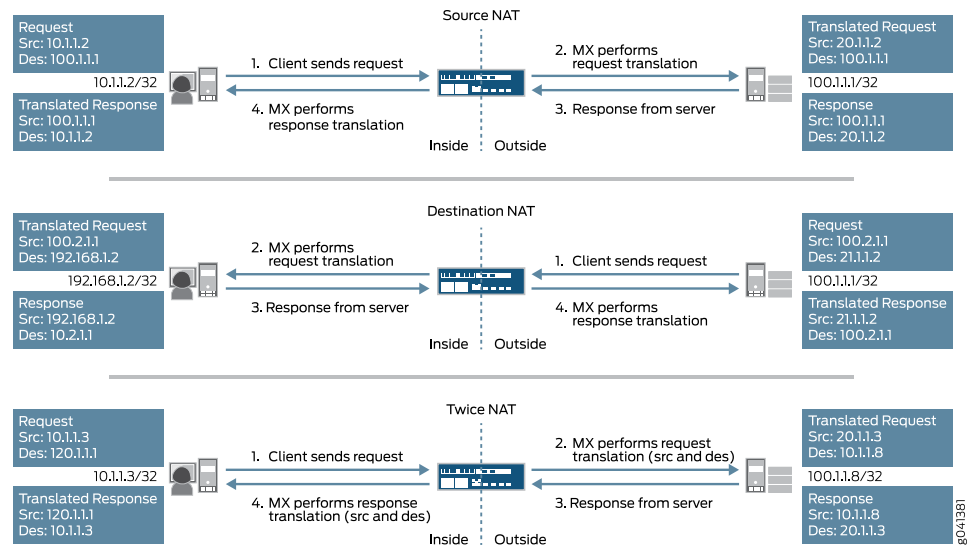 Source NAT
Request
Src: 10.1.1.2
Des: 100.1.1.1
10.1.1.2/32
Translated Response
Src: 100.1.1.1
Des: 10.1.1.2
1. Client sends request
4. MX performs
response translation
2. MX performs
request translation
3. Response from server
Inside
Outside
Translated Request
Src: 20.1.1.2
Des: 100.1.1.1
100.1.1.1/32
Response
Src: 100.1.1.1
Des: 20.1.1.2
Destination NAT
Translated Request
Src: 100.2.1.1
Des: 192.168.1.2
192.168.1.2/32
Response
Src: 192.168.1.2
Des: 10.2.1.1
2. MX performs
request translation
3. Response from server
1. Client sends request
4. MX performs
response translation
Inside
Outside
Request
Src: 100.2.1.1
Des: 21.1.1.2
100.1.1.1/32
Translated Response
Src: 21.1.1.2
Des: 100.2.1.1
Twice NAT
Request
Src: 10.1.1.3
Des: 120.1.1.1
10.1.1.3/32
Translated Response
Src: 120.1.1.1
Des: 10.1.1.3
1. Client sends request
4. MX performs response
translation (src and des)
2. MX performs request
translation (src and des)
3. Response from server
Inside
Outside
Translated Request
Src: 20.1.1.3
Des: 10.1.1.8
100.1.1.8/32
Response
Src: 10.1.1.8
Des: 20.1.1.3
g041381